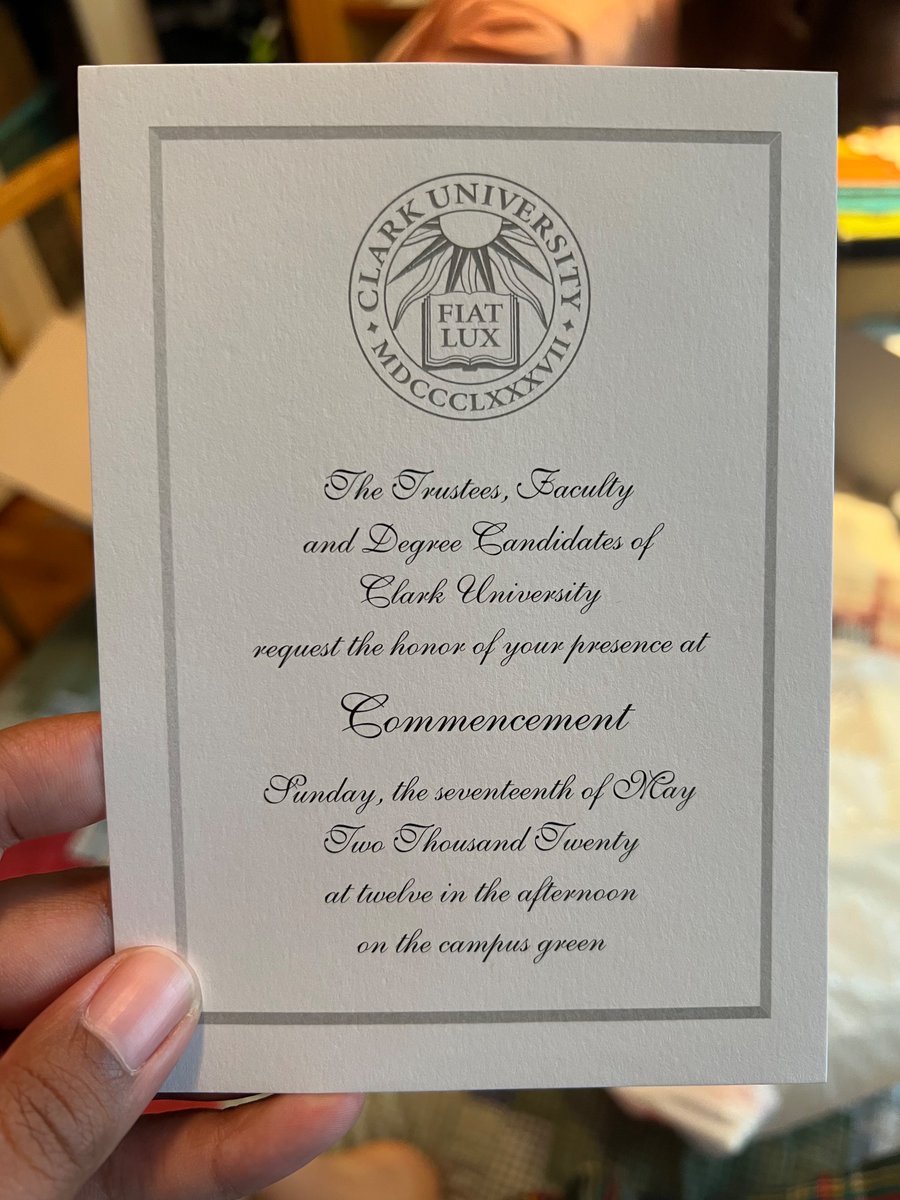 CLARK UNIVERSITY
FIAT
LUX
MDCCCLXXXVII
The Trustees, Faculty
and Degree Candidates of
Clark University
request the honor of your presence at
Commencement
Sunday, the seventeenth of May
Two Thousand Twenty
at twelve in the afternoon
on the campus green